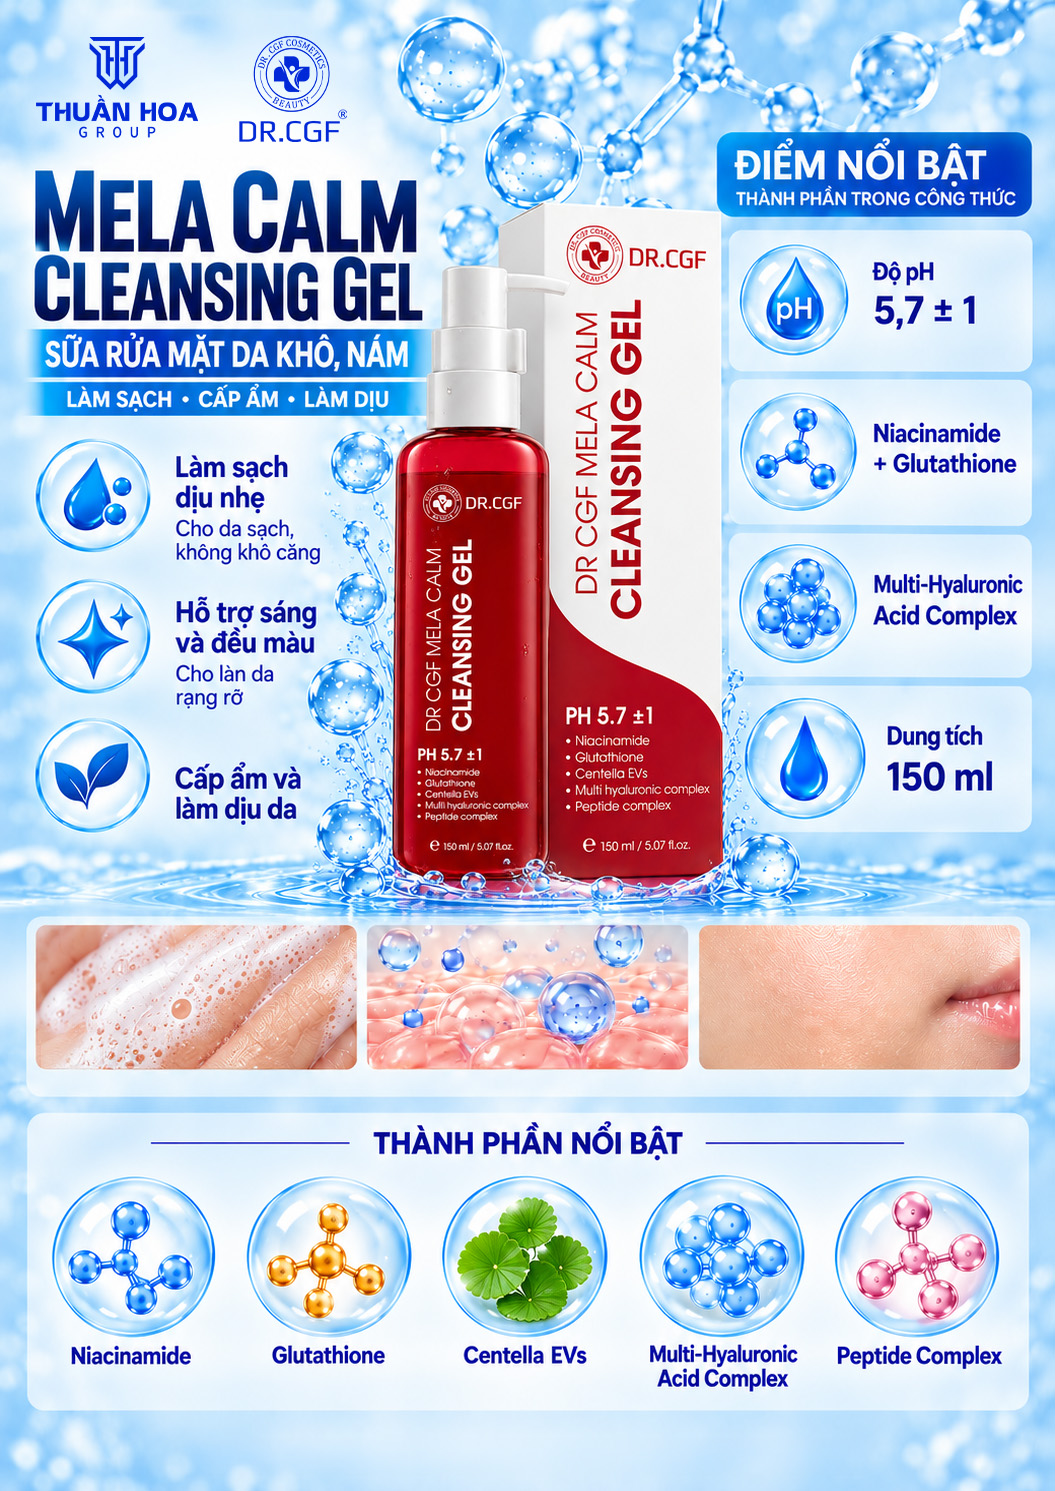 THUẦN HOA
GROUP
DR. CGF COSMETICS
BEAUTY
DR.CGF®
MELA CALM
CLEANSING GEL
SỮA RỬA MẶT DA KHÔ, NÁM
LÀM SẠCH • CẤP ẨM • LÀM DỊU
Làm sạch
dịu nhẹ
Cho da sạch,
không khô căng
Hỗ trợ sáng
và đều màu
Cho làn da
rạng rỡ
Cấp ẩm và
làm dịu da
DR.CGF
DR CGF MELA CALM
CLEANSING GEL
PH 5.7 ±1
• Niacinamide
• Glutathione
• Centella EVs
• Multi hyaluronic complex
• Peptide complex
e 150 ml / 5.07 fl.oz.
DR. CGF COSMETICS
BEAUTY
DR.CGF
DR CGF MELA CALM
CLEANSING GEL
PH 5.7 ±1
• Niacinamide
• Glutathione
• Centella EVs
• Multi hyaluronic complex
• Peptide complex
e 150 ml / 5.07 fl.oz.
ĐIỂM NỔI BẬT
THÀNH PHẦN TRONG CÔNG THỨC
pH
Độ pH
5,7 ± 1
Niacinamide
+ Glutathione
Multi-Hyaluronic
Acid Complex
Dung tích
150 ml
THÀNH PHẦN NỔI BẬT
Niacinamide
Glutathione
Centella EVs
Multi-Hyaluronic
Acid Complex
Peptide Complex